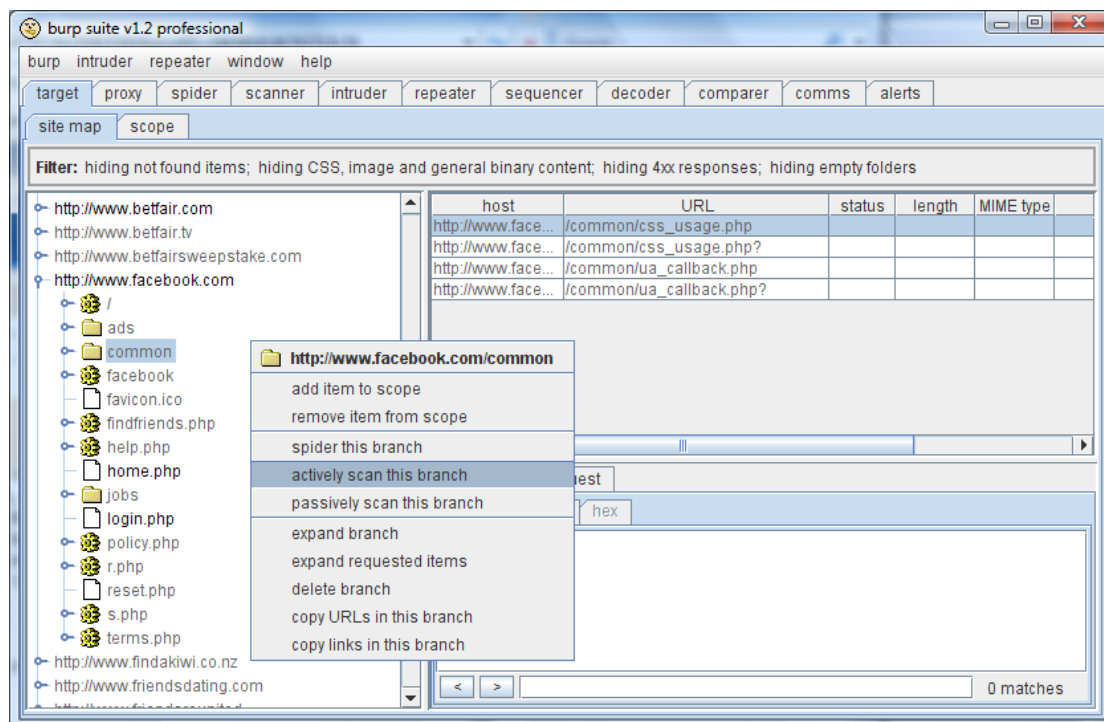 burp suite v1.2 professional
burp intruder repeater window help
target proxy spider scanner intruder repeater sequencer decoder comparer comms alerts
site map scope
Filter: hiding not found items; hiding CSS, image and general binary content; hiding 4xx responses; hiding empty folders
http://www.betfair.com
http://www.betfair.tv
http://www.betfairsweepstake.com
http://www.facebook.com
/
ads
common
facebook
favicon.ico
findfriends.php
help.php
home.php
jobs
login.php
policy.php
r.php
reset.php
s.php
terms.php
http://www.findakiwi.co.nz
http://www.friendsdating.com
host URL status length MIME type
http://www.face... /common/css_usage.php
http://www.face... /common/css_usage.php?
http://www.face... /common/ua_callback.php
http://www.face... /common/ua_callback.php?
http://www.facebook.com/common
add item to scope
remove item from scope
spider this branch
actively scan this branch
passively scan this branch
expand branch
expand requested items
delete branch
copy URLs in this branch
copy links in this branch
hex
< > 0 matches